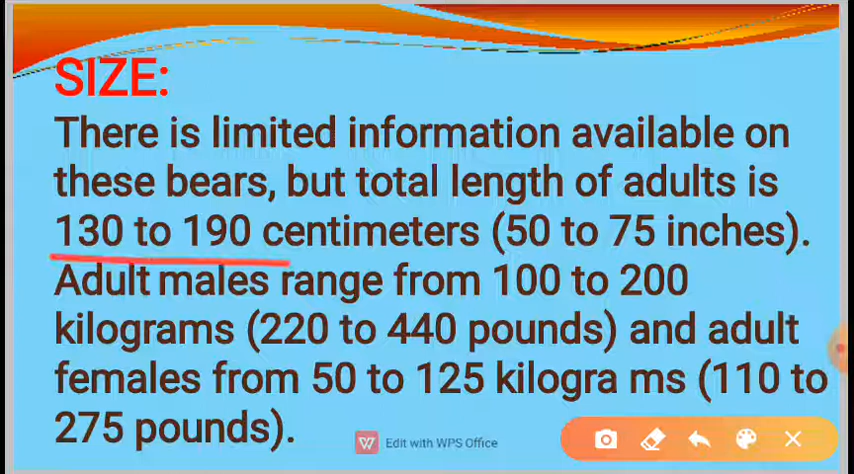 SIZE:
There is limited information available on
these bears, but total length of adults is
130 to 190 centimeters (50 to 75 inches).
Adult males range from 100 to 200
kilograms (220 to 440 pounds) and adult
females from 50 to 125 kilogra ms (110 to
275 pounds).
Edit with WPS Office